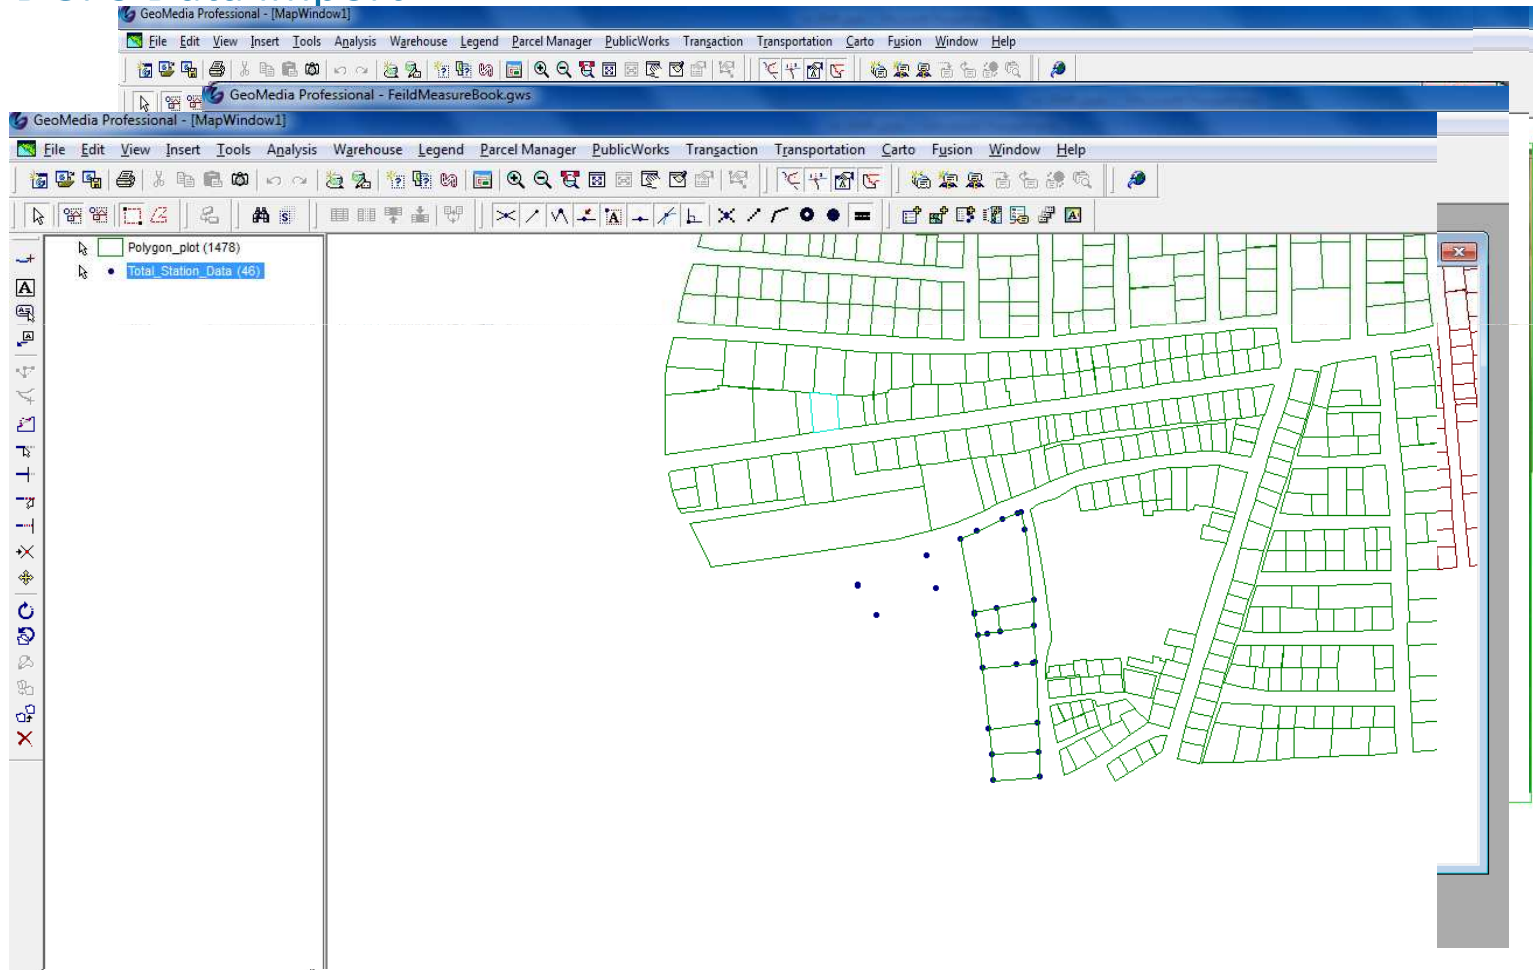 GeoMedia Professional - [MapWindow1]
File Edit View Insert Tools Analysis Warehouse Legend Parcel Manager PublicWorks Transaction Transportation Carto Fusion Window Help
GeoMedia Professional - FeildMeasureBook.gws
GeoMedia Professional - [MapWindow1]
File Edit View Insert Tools Analysis Warehouse Legend Parcel Manager PublicWorks Transaction Transportation Carto Fusion Window Help
Polygon_plot (1478)
Total_Station_Data (46)